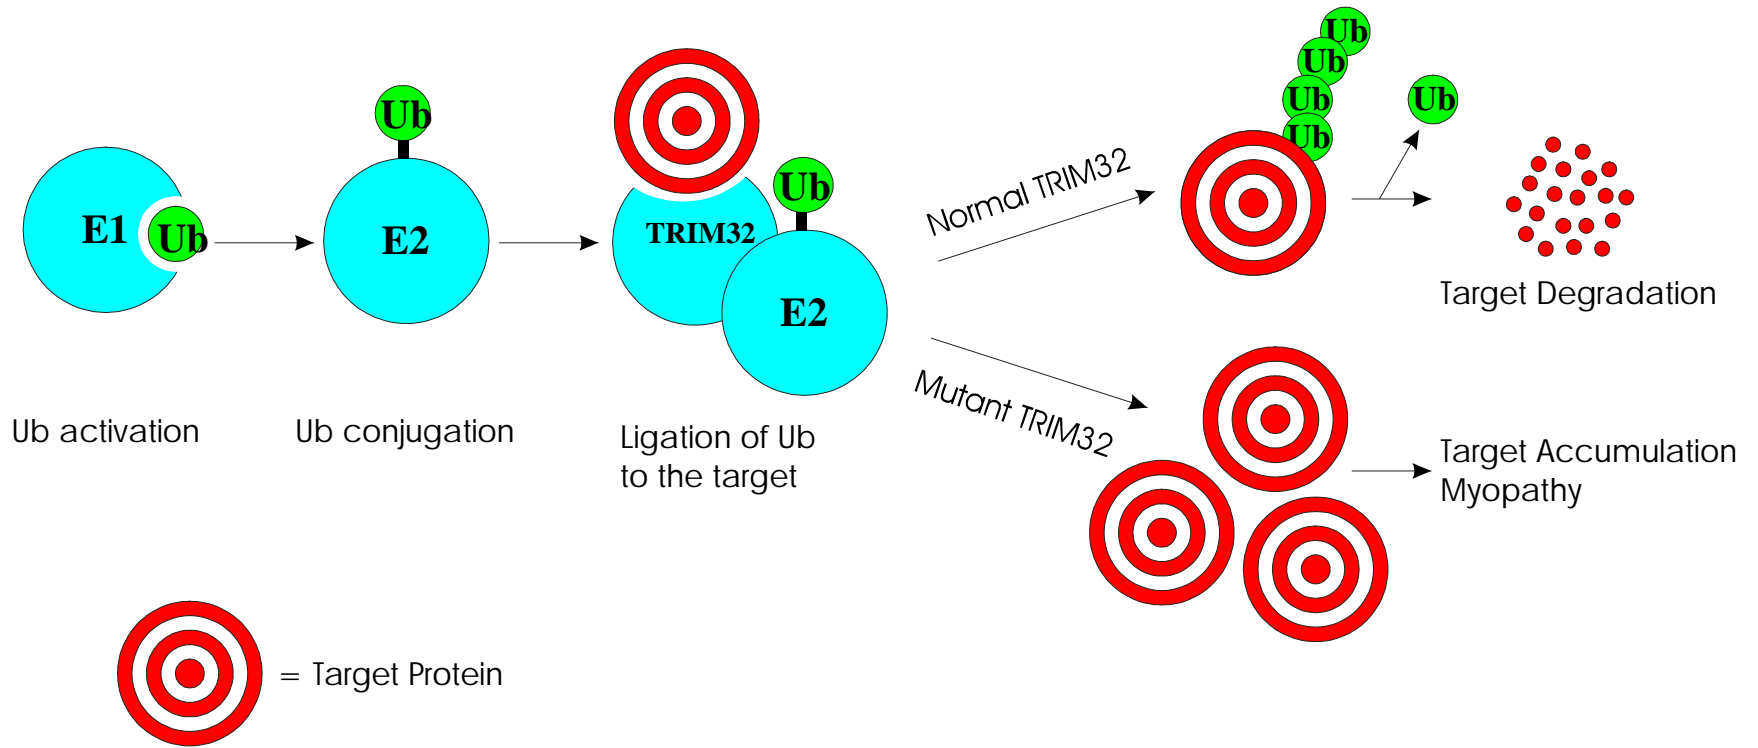 E1
Ub
Ub
E2
TRIM32
Ub
E2
Ub activation
Ub conjugation
Ligation of Ub
to the target
Normal TRIM32
Mutant TRIM32
Ub
Ub
Ub
Ub
Ub
Target Degradation
Target Accumulation
Myopathy
= Target Protein